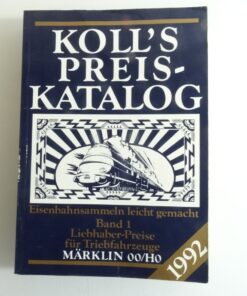 KOLL'S
PREIS-
KATALOG
Eisenbahnsammeln leicht gemacht
Band 1
Liebhaber-Preise
für Triebfahrzeuge
MÄRKLIN 00/H0
1992